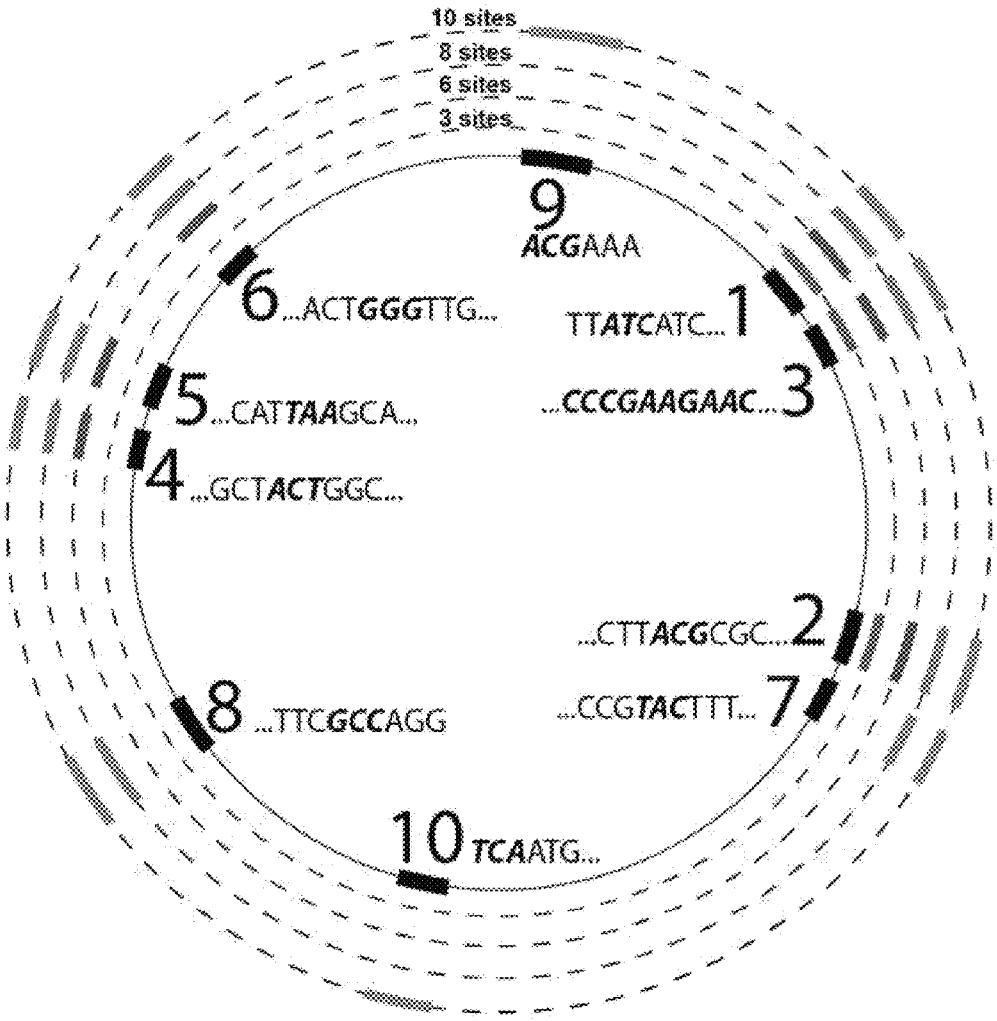 10 sites
8 sites
6 sites
3 sites
9
ACGAAA
6...ACTGGGTTG...
TTATCATC...1
5...CATTAAGCA...
...CCCGAAGAAC...3
4...GCTACTGGC...
...CTTACGCGC...2
8 ...TTCGCCAGG
...CCGTACTTT...7
10 TCAATG...